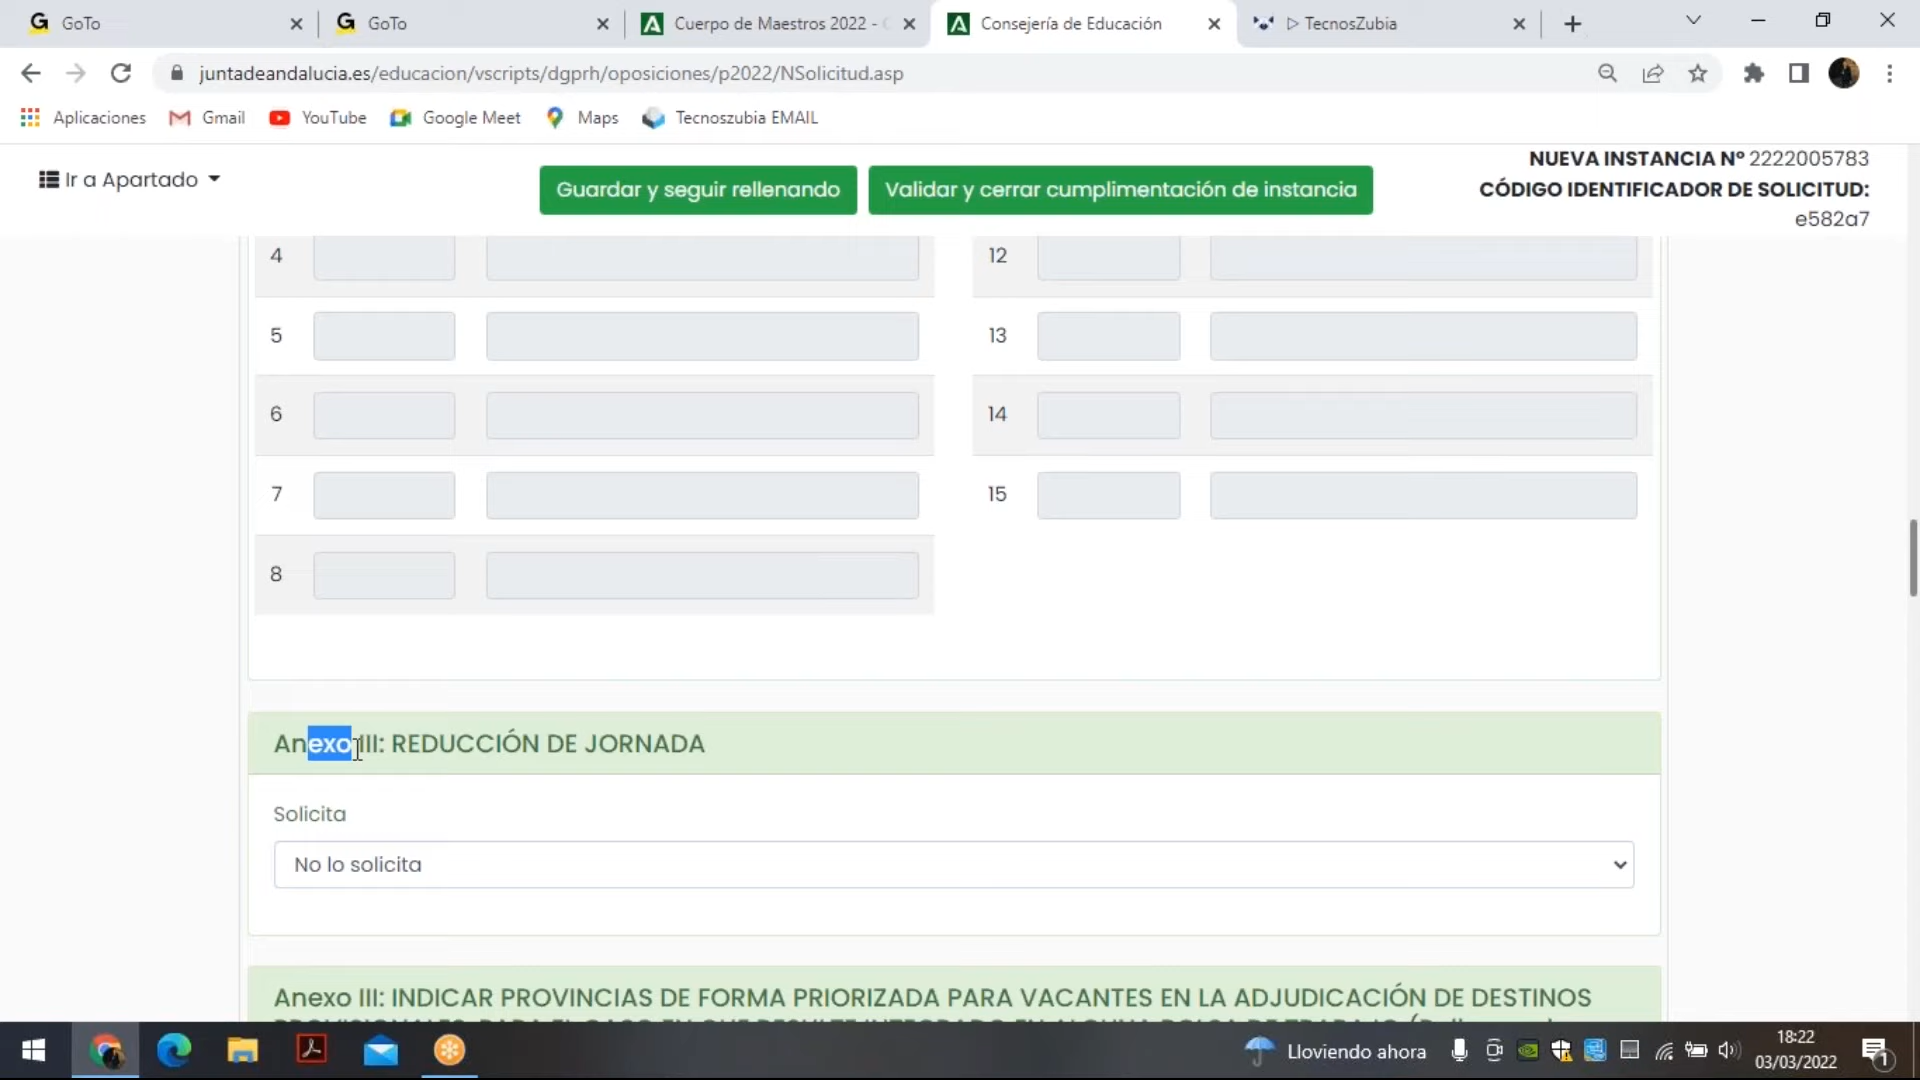 GoTo
GoTo
Cuerpo de Maestros 2022 -
Consejería de Educación
▷ TecnosZubia
juntadeandalucia.es/educacion/vscripts/dgprh/oposiciones/p2022/NSolicitud.asp
Aplicaciones
Gmail
YouTube
Google Meet
Maps
Tecnoszubia EMAIL
Ir a Apartado
Guardar y seguir rellenando
Validar y cerrar cumplimentación de instancia
NUEVA INSTANCIA Nº 2222005783
CÓDIGO IDENTIFICADOR DE SOLICITUD:
e582a7
4
12
5
13
6
14
7
15
8
Anexo III: REDUCCIÓN DE JORNADA
Solicita
No lo solicita
Anexo III: INDICAR PROVINCIAS DE FORMA PRIORIZADA PARA VACANTES EN LA ADJUDICACIÓN DE DESTINOS
Lloviendo ahora
18:22
03/03/2022
1